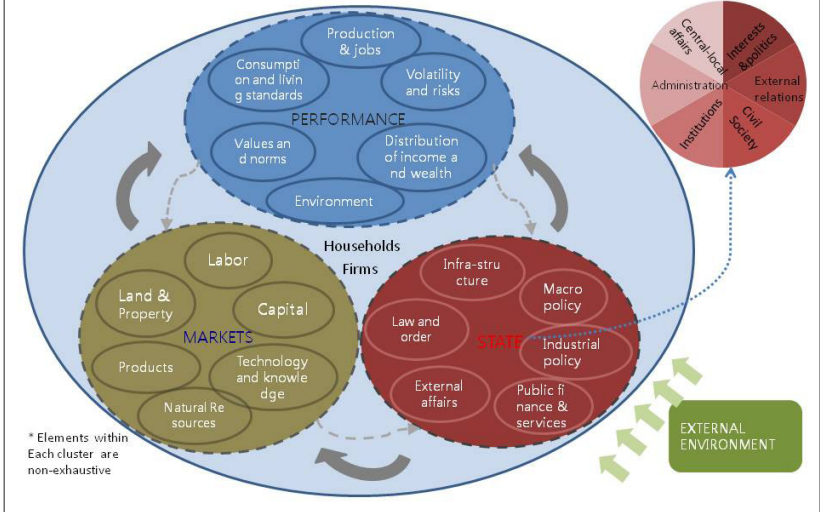 Production
& jobs
Consumpti
on and livin
g standards
Volatility
and risks
PERFORMANCE
Values an
d norms
Distribution
of income a
nd wealth
Environment
Central-local
affairs
Interests
&politics
Administration
External
relations
Institutions
Civil
Society
Households
Firms
Labor
Land &
Property
Capital
MARKETS
Products
Technology
and knowle
dge
Natural Re
sources
Infra-stru
cture
Macro
policy
Law and
order
STATE
Industrial
policy
External
affairs
Public fi
nance &
services
EXTERNAL
ENVIRONMENT
* Elements within
Each cluster are
non-exhaustive